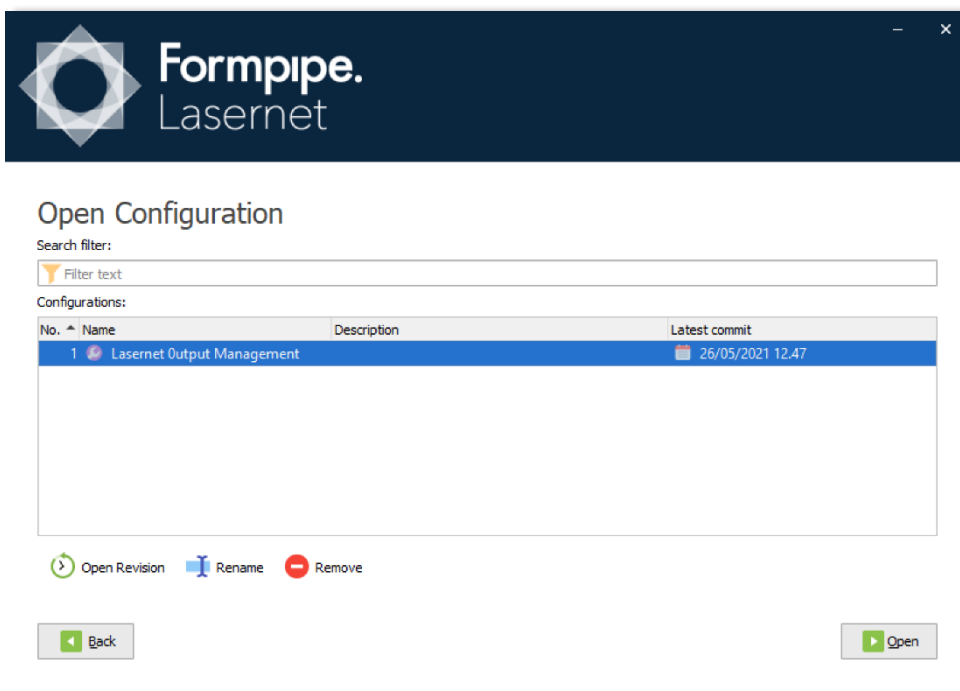 Formpipe.
Lasernet
Open Configuration
Search filter:
Filter text
Configurations:
No. Name Description Latest commit
1 Lasernet 0utput Management 26/05/2021 12.47
Open Revision Rename Remove
Back Open